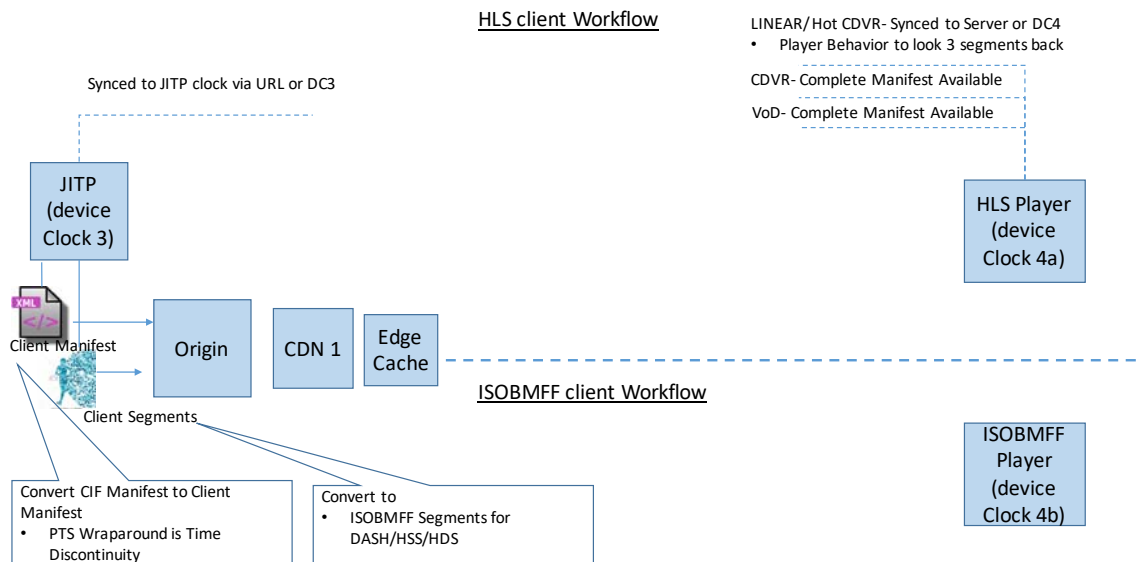 HLS client Workflow
LINEAR/Hot CDVR- Synced to Server or DC4
• Player Behavior to look 3 segments back
Synced to JITP clock via URL or DC3
CDVR- Complete Manifest Available
VoD- Complete Manifest Available
JITP
(device
Clock 3)
HLS Player
(device
Clock 4a)
XML
</>
Client Manifest
Origin
CDN 1
Edge
Cache
Client Segments
ISOBMFF client Workflow
ISOBMFF
Player
(device
Clock 4b)
Convert CIF Manifest to Client
Manifest
• PTS Wraparound is Time
Discontinuity
Convert to
• ISOBMFF Segments for
DASH/HSS/HDS